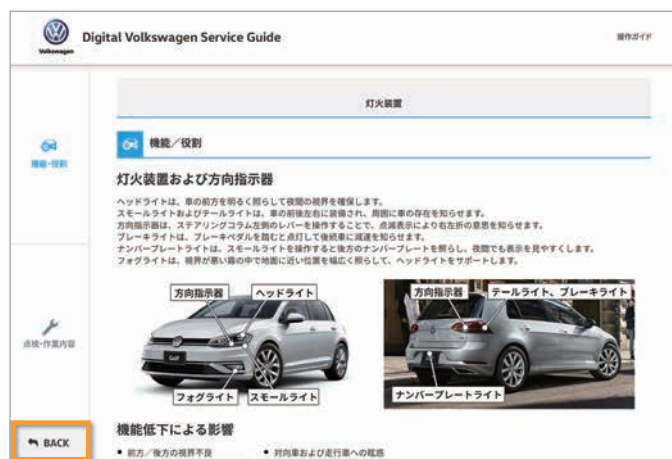 Volkswagen
Digital Volkswagen Service Guide
操作ガイド
灯火装置
機能・役割
機能／役割
灯火装置および方向指示器
ヘッドライトは、車の前方を明るく照らして夜間の視界を確保します。
スモールライトおよびテールライトは、車の前後左右に装備され、周囲に車の存在を知らせます。
方向指示器は、ステアリングコラム左側のレバーを操作することで、点滅表示により右左折の意思を知らせます。
ブレーキライトは、ブレーキペダルを踏むと点灯して後続車に減速を知らせます。
ナンバープレートライトは、スモールライトを操作すると後方のナンバープレートを照らし、夜間でも表示を見やすくします。
フォグライトは、視界が悪い霧の中で地面に近い位置を幅広く照らして、ヘッドライトをサポートします。
方向指示器 ヘッドライト
方向指示器 テールライト、ブレーキライト
Golf
フォグライト スモールライト
ナンバープレートライト
点検・作業内容
機能低下による影響
• 前方／後方の視界不良 • 対向車および走行車への眩惑
BACK